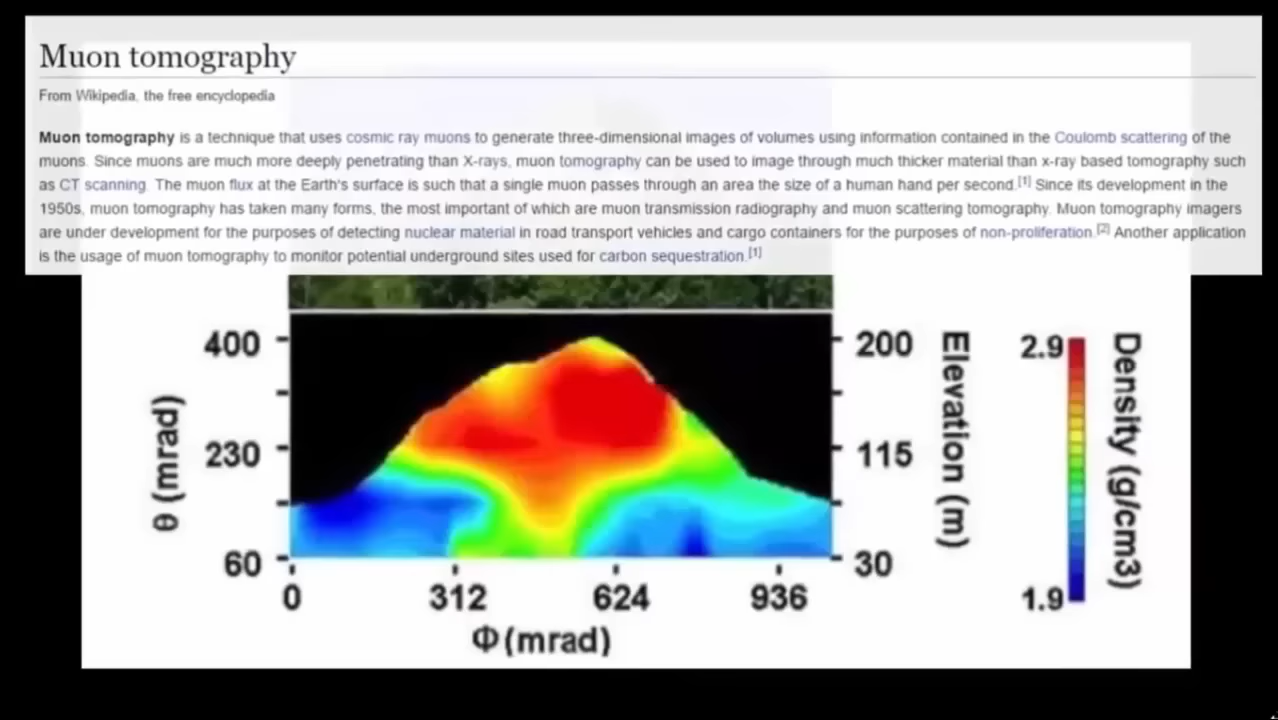 Muon tomography
From Wikipedia, the free encyclopedia
Muon tomography is a technique that uses cosmic ray muons to generate three-dimensional images of volumes using information contained in the Coulomb scattering of the
muons. Since muons are much more deeply penetrating than X-rays, muon tomography can be used to image through much thicker material than x-ray based tomography such
as CT scanning. The muon flux at the Earth's surface is such that a single muon passes through an area the size of a human hand per second.[1] Since its development in the
1950s, muon tomography has taken many forms, the most important of which are muon transmission radiography and muon scattering tomography. Muon tomography imagers
are under development for the purposes of detecting nuclear material in road transport vehicles and cargo containers for the purposes of non-proliferation.[2] Another application
is the usage of muon tomography to monitor potential underground sites used for carbon sequestration.[1]
400
230
60
θ (mrad)
0 312 624 936
Φ (mrad)
200
115
30
Elevation (m)
2.9
1.9
Density (g/cm3)